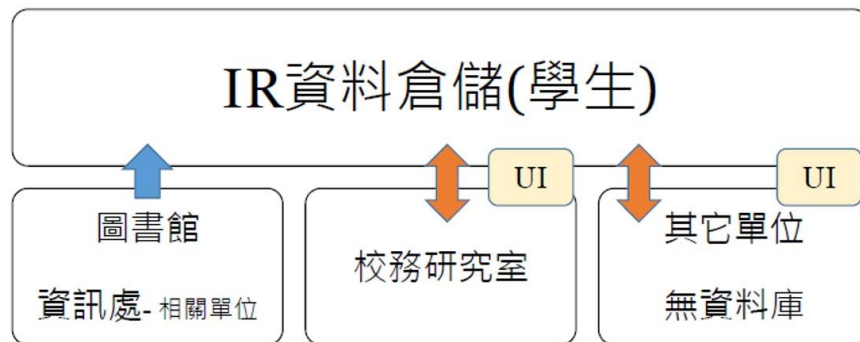 IR資料倉儲(學生)
UI
UI
圖書館
資訊處- 相關單位
校務研究室
其它單位
無資料庫